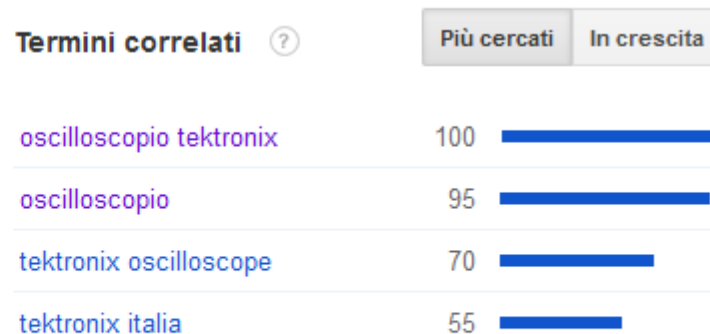 Termini correlati ? Più cercati In crescita
oscilloscopio tektronix 100
oscilloscopio 95
tektronix oscilloscope 70
tektronix italia 55